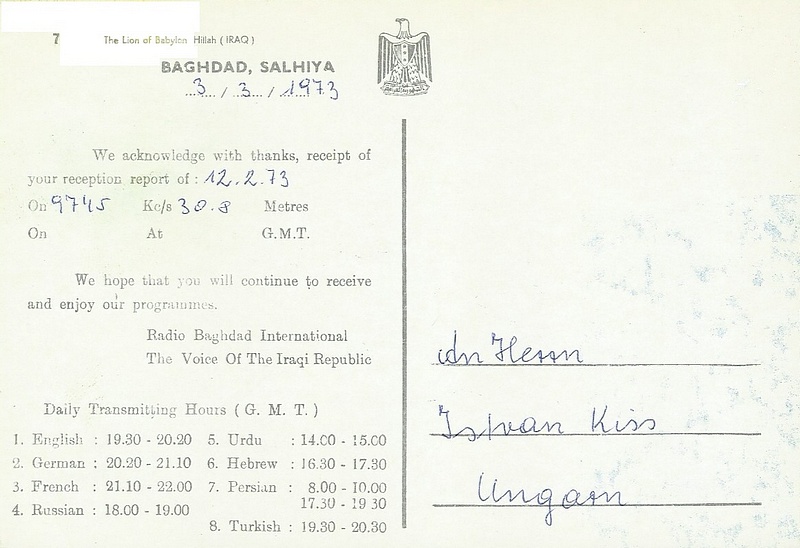 7 The Lion of Babylon Hillah ( IRAQ )
BAGHDAD, SALHIYA
3 / 3 / 1973
We acknowledge with thanks, receipt of
your reception report of : 12.2.73
On 9745 Kc/s 30.8 Metres
On At G.M.T.
We hope that you will continue to receive
and enjoy our programmes.
Radio Baghdad International
The Voice Of The Iraqi Republic
Daily Transmitting Hours ( G. M. T. )
1. English : 19.30 - 20.20
2. German : 20.20 - 21.10
3. French : 21.10 - 22.00
4. Russian : 18.00 - 19.00
5. Urdu : 14.00 - 15.00
6. Hebrew : 16.30 - 17.30
7. Persian : 8.00 - 10.00
17.30 - 19 30
8. Turkish : 19.30 - 20.30
An Herrn
Istvan Kiss
Ungarn